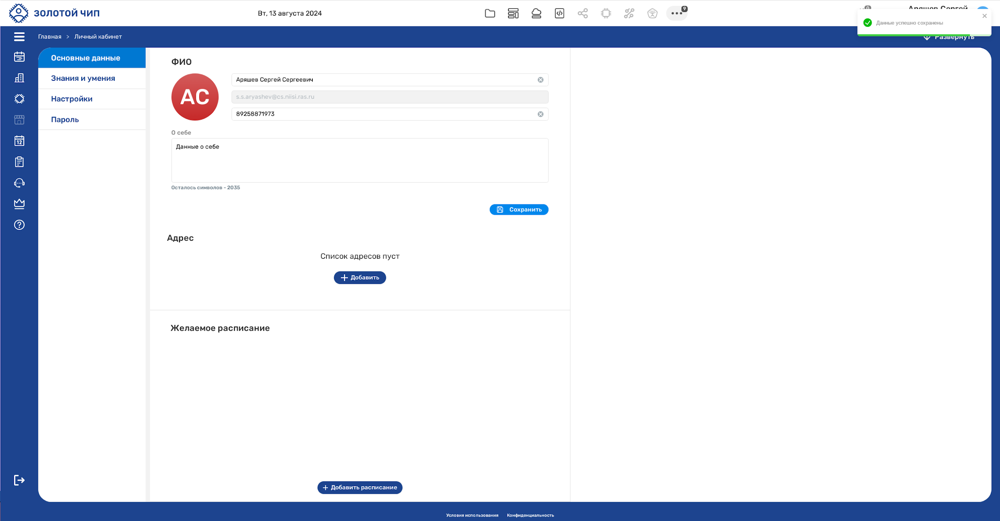 ЗОЛОТОЙ ЧИП
Вт, 13 августа 2024
9
0
Аряшев Сергей
Данные успешно сохранены
Главная > Личный кабинет
Развернуть
Основные данные
Знания и умения
Настройки
Пароль
12
ФИО
АС
Аряшев Сергей Сергеевич
s.s.aryashev@cs.niisi.ras.ru
89258871973
О себе
Данные о себе
Осталось символов - 2035
Сохранить
Адрес
Список адресов пуст
Добавить
Желаемое расписание
Добавить расписание
Условия использования Конфиденциальность